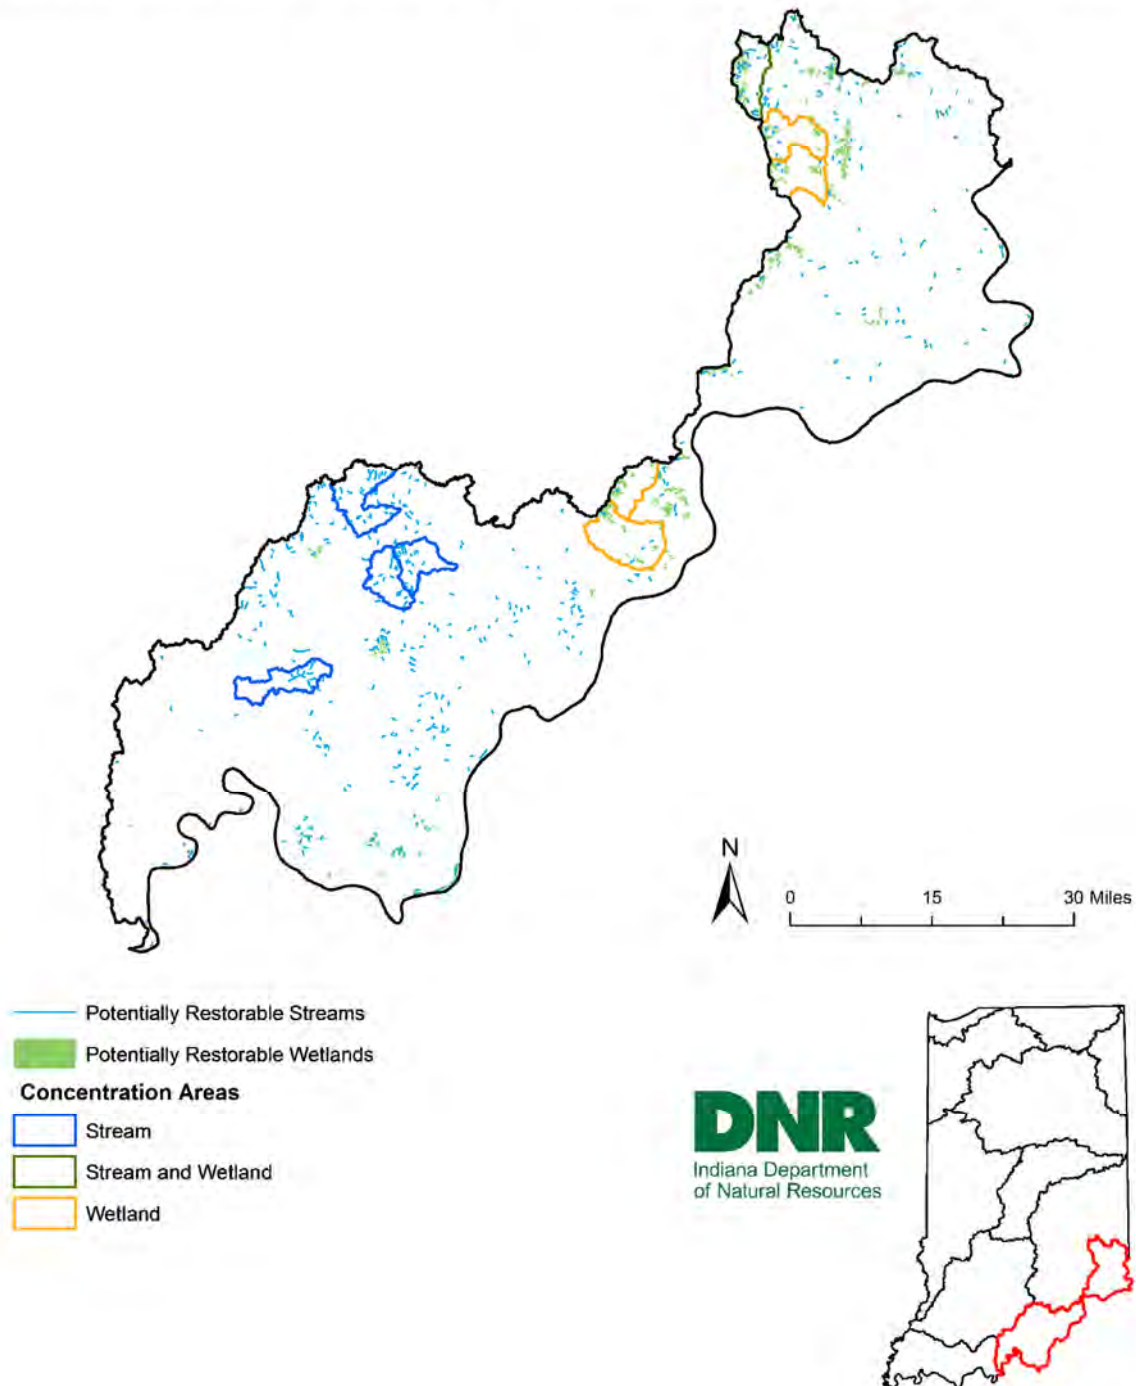 N
0 15 30 Miles
Potentially Restorable Streams
Potentially Restorable Wetlands
Concentration Areas
Stream
Stream and Wetland
Wetland
DNR
Indiana Department
of Natural Resources